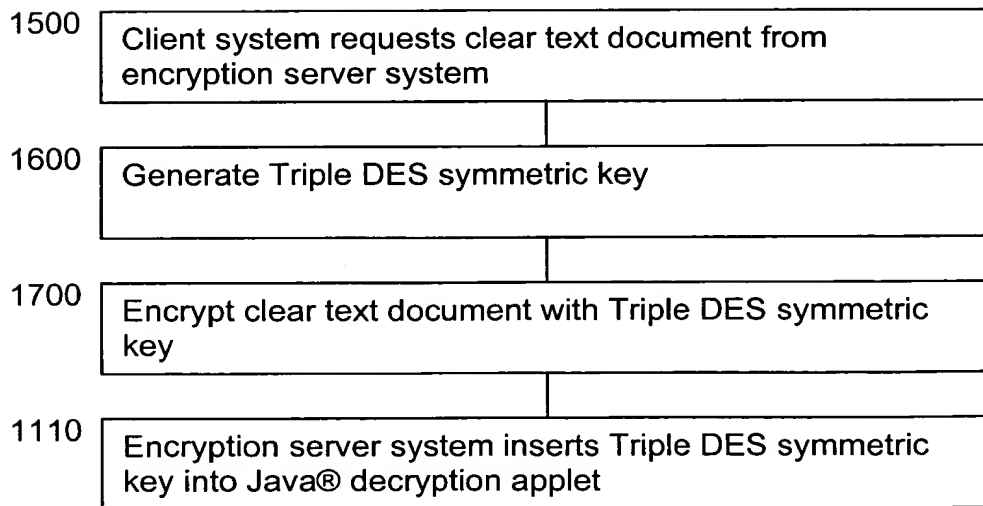 1500
Client system requests clear text document from
encryption server system
1600
Generate Triple DES symmetric key
1700
Encrypt clear text document with Triple DES symmetric
key
1110
Encryption server system inserts Triple DES symmetric
key into Java® decryption applet